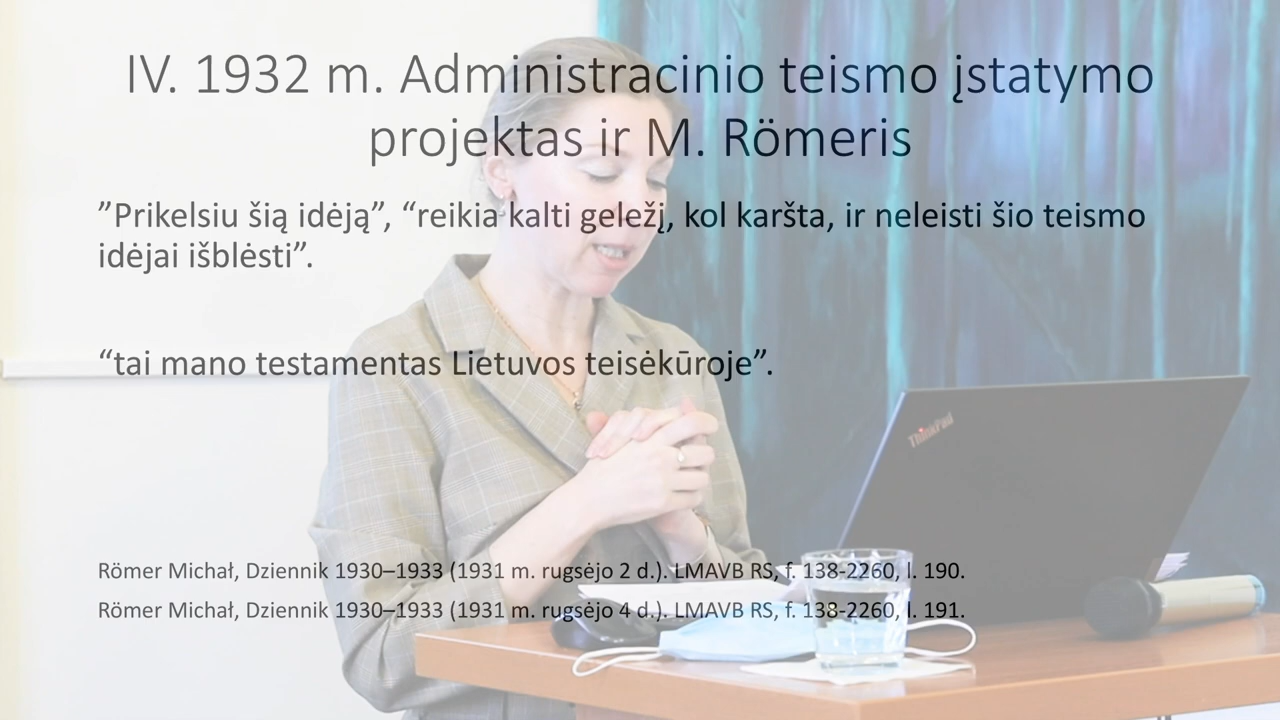 IV. 1932 m. Administracinio teismo įstatymo
projektas ir M. Römeris
”Prikelsiu šią idėją”, “reikia kalti geležį, kol karšta, ir neleisti šio teismo
idėjai išblėsti”.
“tai mano testamentas Lietuvos teisėkūroje”.
ThinkPad
Römer Michał, Dziennik 1930–1933 (1931 m. rugsėjo 2 d.). LMAVB RS, f. 138-2260, l. 190.
Römer Michał, Dziennik 1930–1933 (1931 m. rugsėjo 4 d.). LMAVB RS, f. 138-2260, l. 191.